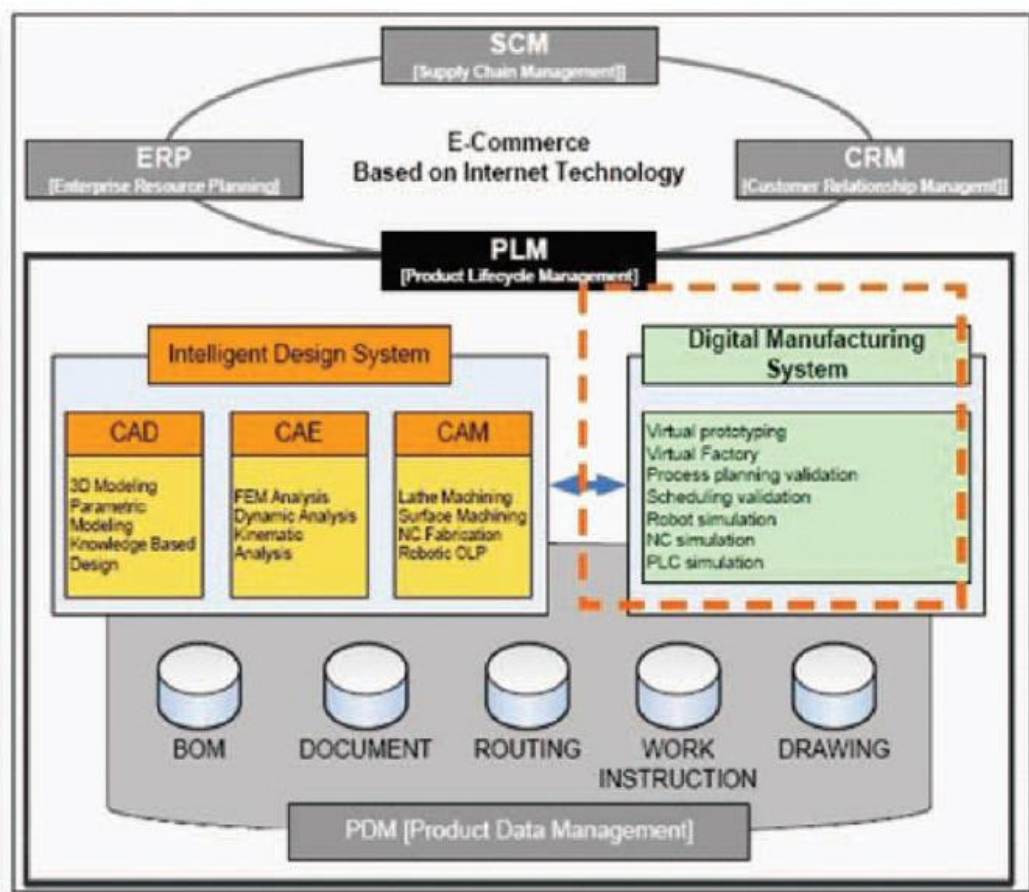 SCM
[Supply Chain Management]]
E-Commerce
Based on Internet Technology
ERP
[Enterprise Resource Planning]
CRM
[Customer Relationship Managemt]]
PLM
[Product Lifecycle Management]
Intelligent Design System
CAD
3D Modeling
Parametric
Modeling
Knowledge Based
Design
CAE
FEM Analysis
Dynamic Analysis
Kinematic
Analysis
CAM
Lathe Machining
Surface Machining
NC Fabrication
Robotic OLP
Digital Manufacturing
System
Virtual prototyping
Virtual Factory
Process planning validation
Scheduling validation
Robot simulation
NC simulation
PLC simulation
BOM
DOCUMENT
ROUTING
WORK
INSTRUCTION
DRAWING
PDM [Product Data Management]